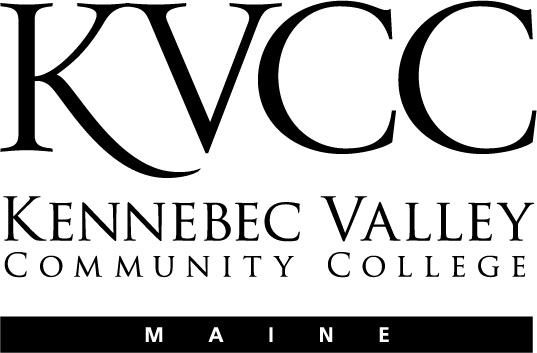 KVCC
KENNEBEC VALLEY
COMMUNITY COLLEGE
MAINE